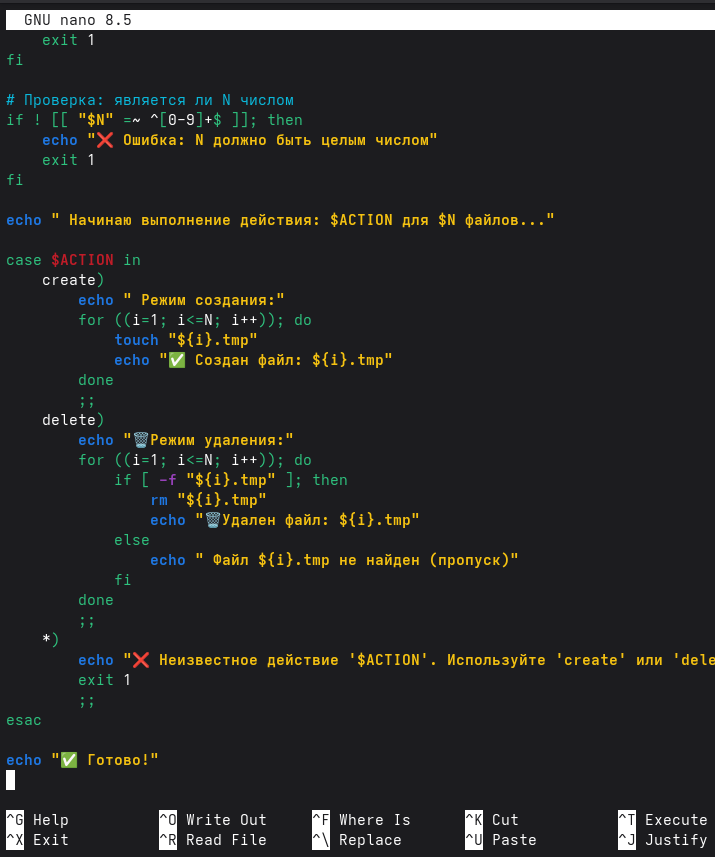 GNU nano 8.5
    exit 1
fi

# Проверка: является ли N числом
if ! [[ "$N" =~ ^[0-9]+$ ]]; then
    echo "❌ Ошибка: N должно быть целым числом"
    exit 1
fi

echo " Начинаю выполнение действия: $ACTION для $N файлов..."

case $ACTION in
    create)
        echo " Режим создания:"
        for ((i=1; i<=N; i++)); do
            touch "${i}.tmp"
            echo "✅ Создан файл: ${i}.tmp"
        done
        ;;
    delete)
        echo "🗑️Режим удаления:"
        for ((i=1; i<=N; i++)); do
            if [ -f "${i}.tmp" ]; then
                rm "${i}.tmp"
                echo "🗑️Удален файл: ${i}.tmp"
            else
                echo " Файл ${i}.tmp не найден (пропуск)"
            fi
        done
        ;;
    *)
        echo "❌ Неизвестное действие '$ACTION'. Используйте 'create' или 'dele
        exit 1
        ;;
esac

echo "✅ Готово!"

^G Help ^O Write Out ^F Where Is ^K Cut ^T Execute
^X Exit ^R Read File ^\ Replace ^U Paste ^J Justify